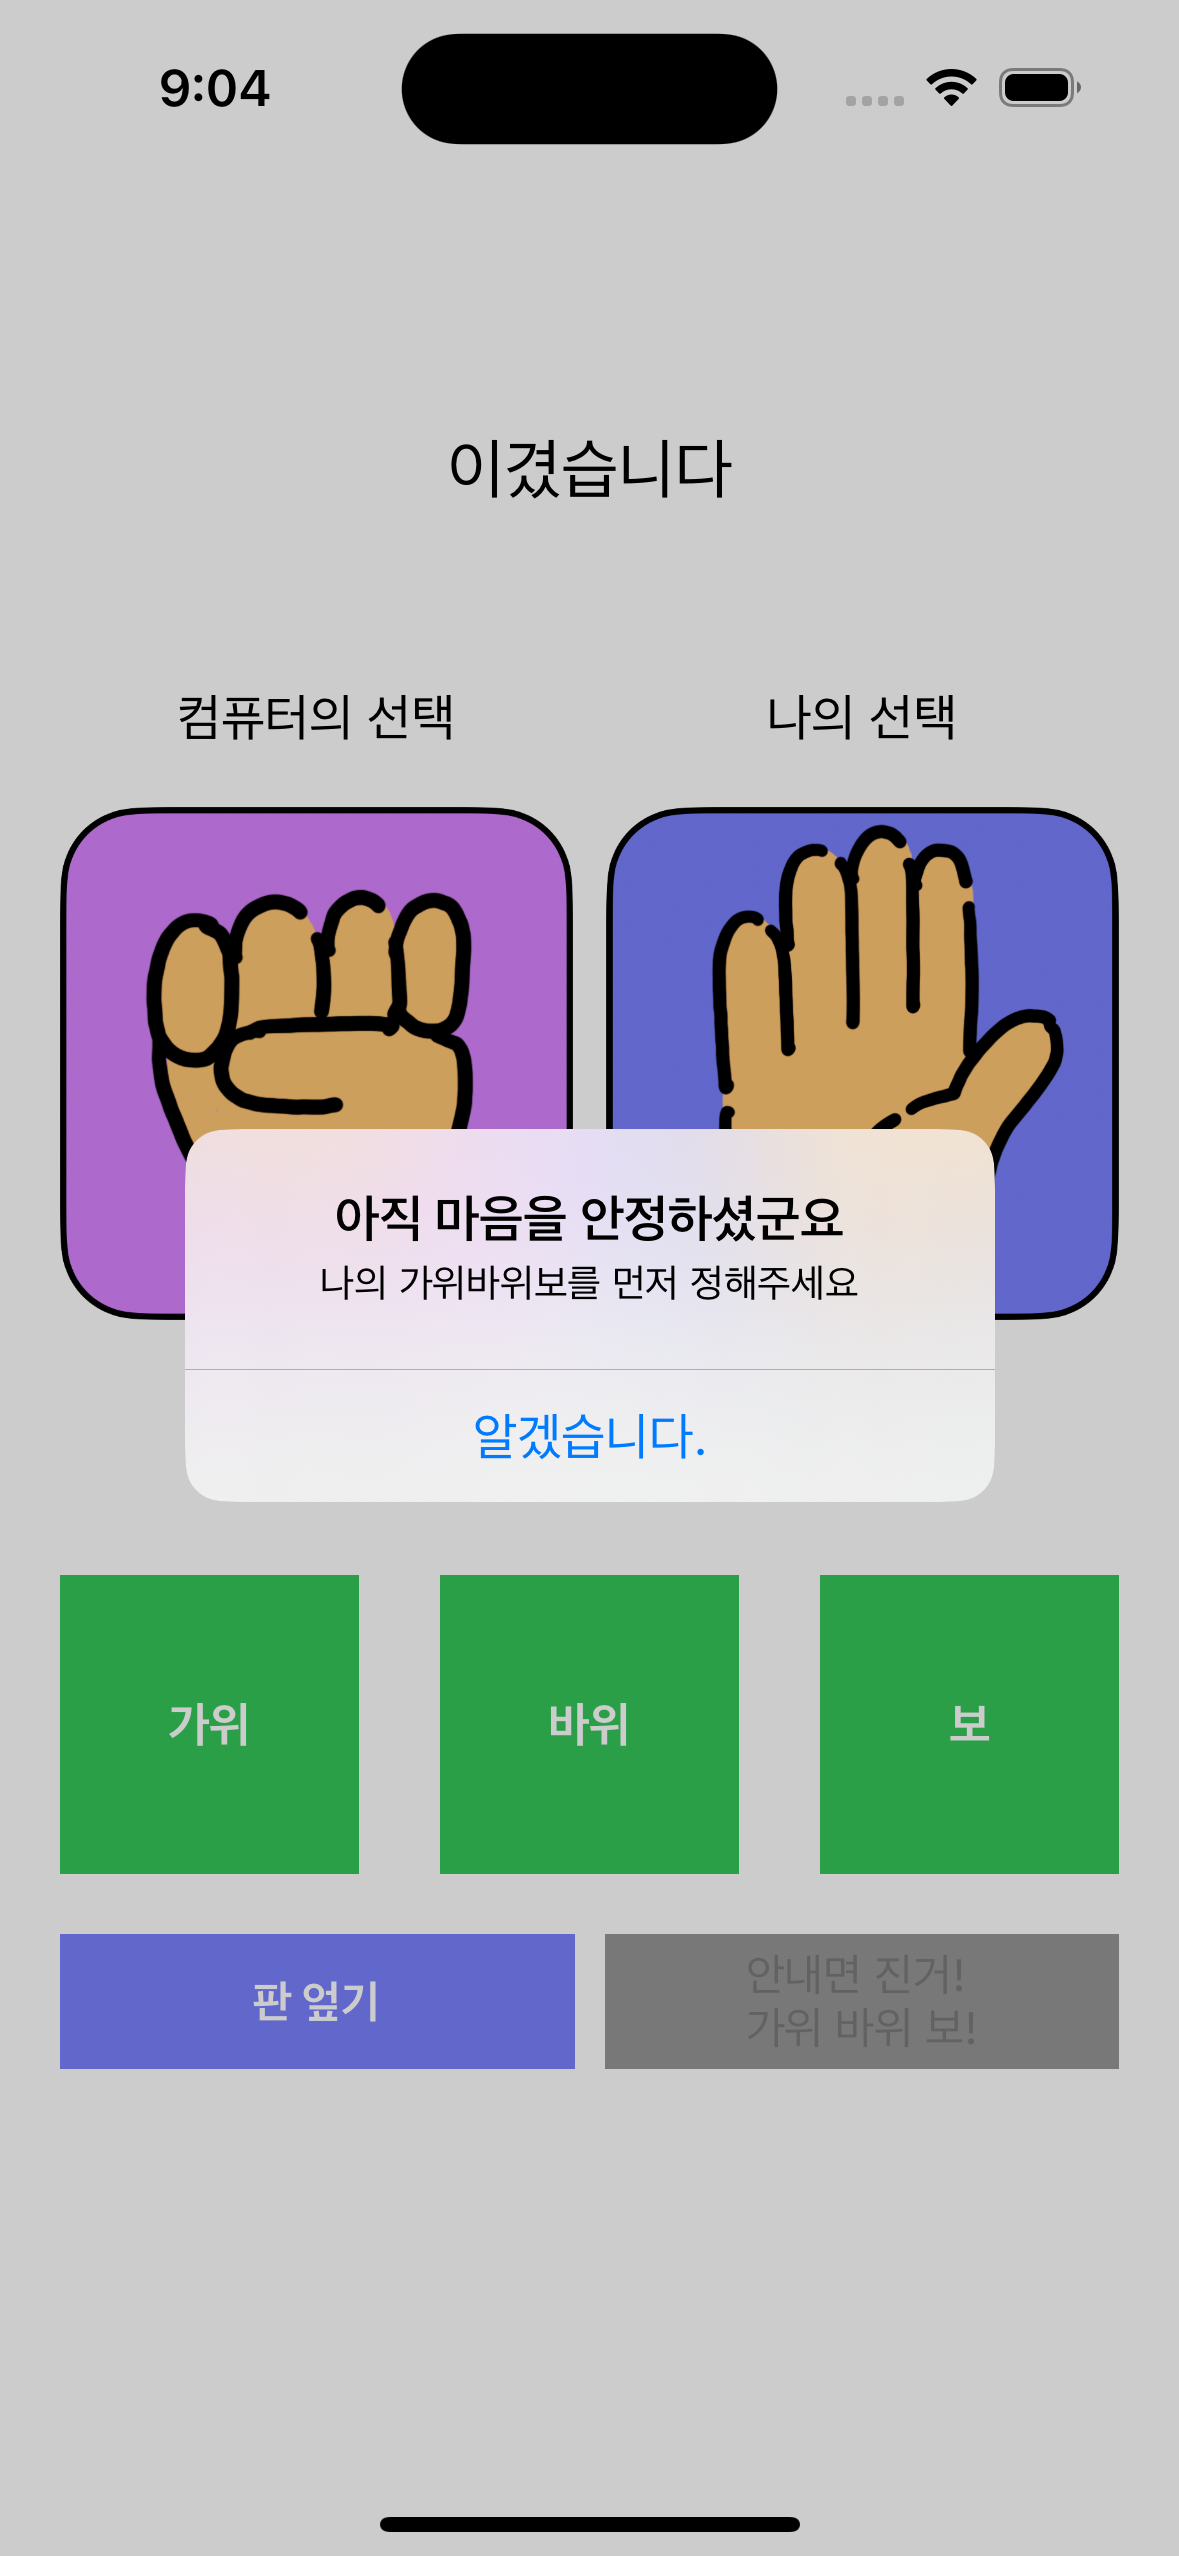 9:04
이겼습니다
컴퓨터의 선택
나의 선택
아직 마음을 안정하셨군요
나의 가위바위보를 먼저 정해주세요
알겠습니다.
가위
바위
보
판 엎기
안내면 진거!
가위 바위 보!